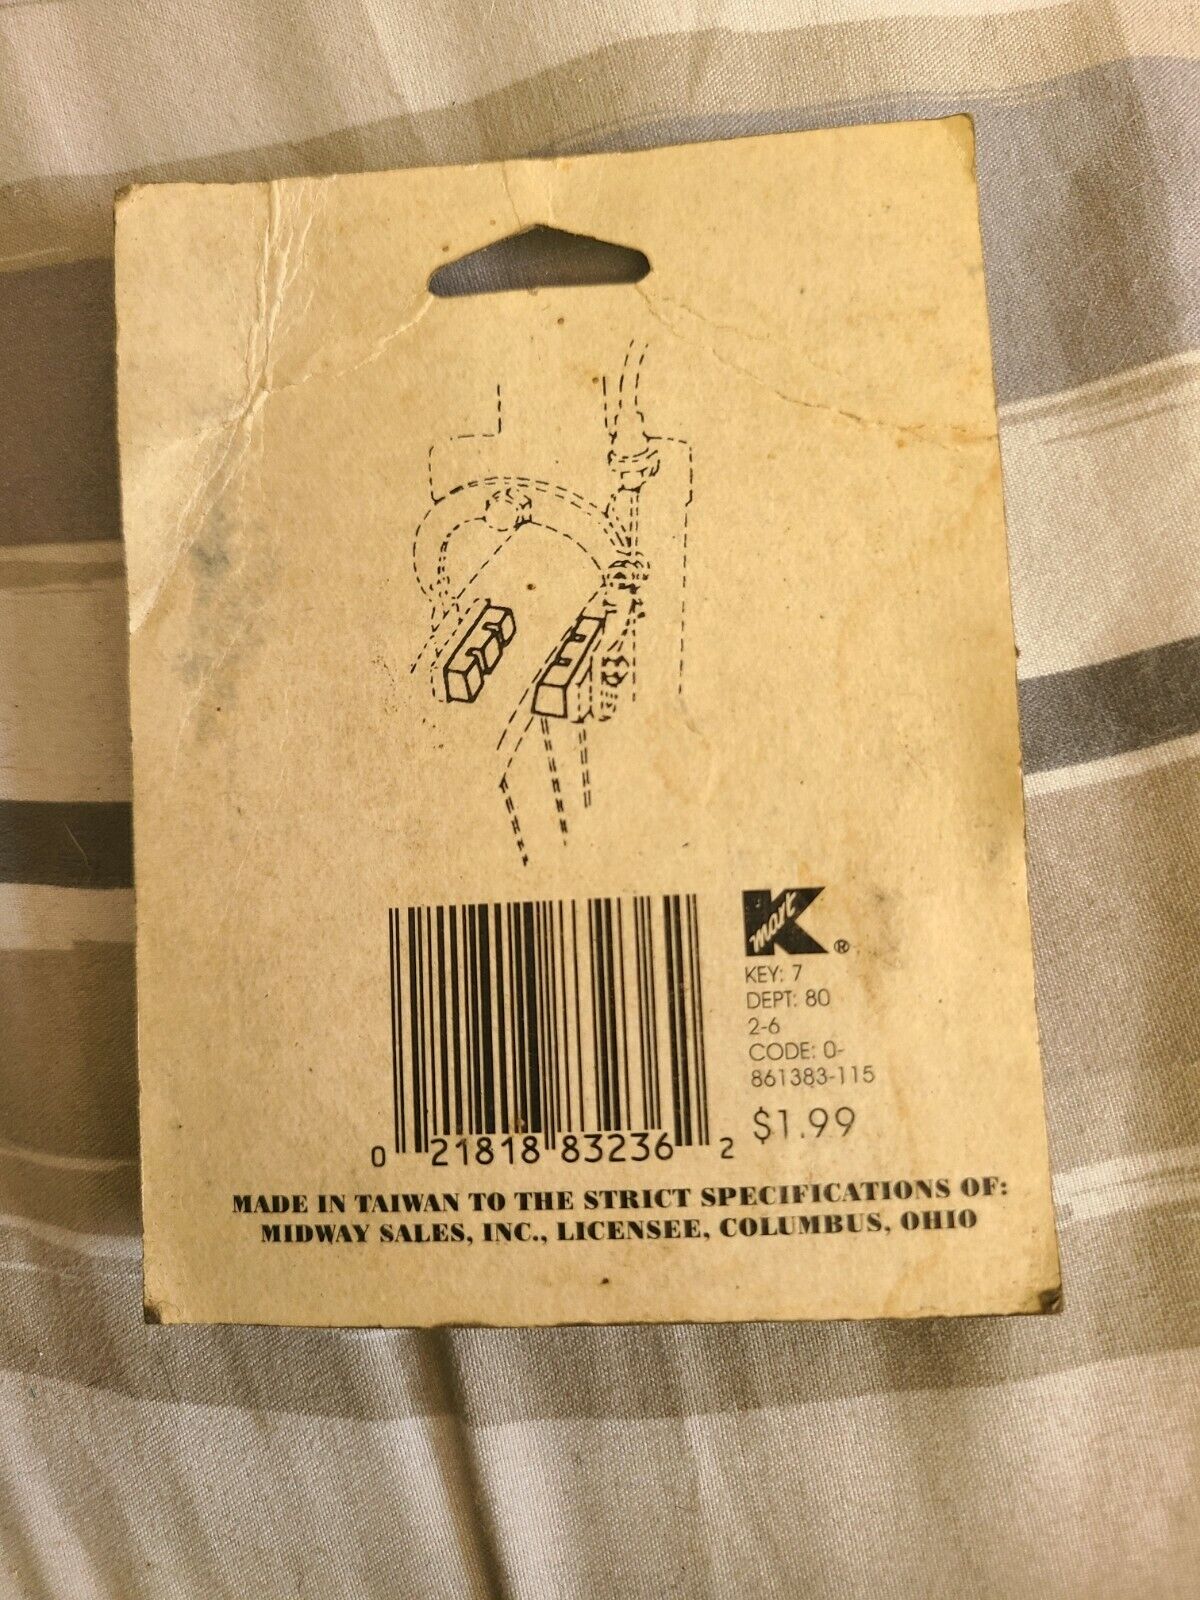 K
mart ®
KEY: 7
DEPT: 80
2-6
CODE: 0-
861383-115
$1.99
0 21818 83236 2
MADE IN TAIWAN TO THE STRICT SPECIFICATIONS OF:
MIDWAY SALES, INC., LICENSEE, COLUMBUS, OHIO